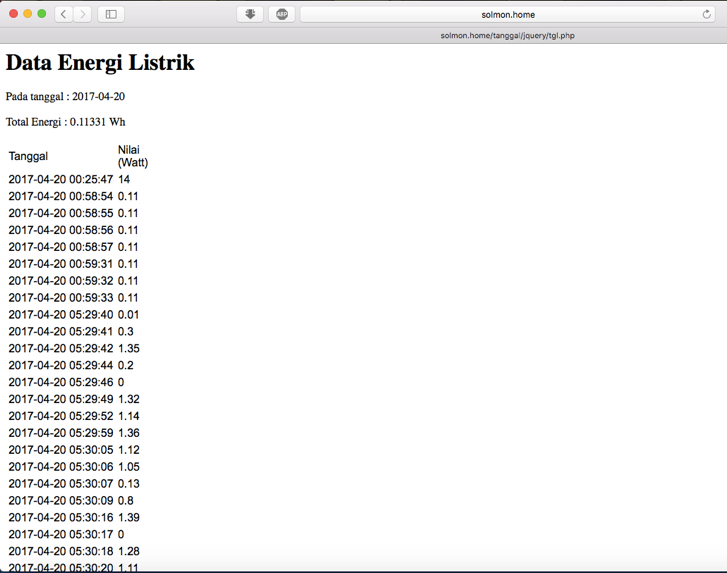 ABP
solmon.home
solmon.home/tanggal/jquery/tgl.php
Data Energi Listrik
Pada tanggal : 2017-04-20
Total Energi : 0.11331 Wh
Tanggal Nilai
(Watt)
2017-04-20 00:25:47 14
2017-04-20 00:58:54 0.11
2017-04-20 00:58:55 0.11
2017-04-20 00:58:56 0.11
2017-04-20 00:58:57 0.11
2017-04-20 00:59:31 0.11
2017-04-20 00:59:32 0.11
2017-04-20 00:59:33 0.11
2017-04-20 05:29:40 0.01
2017-04-20 05:29:41 0.3
2017-04-20 05:29:42 1.35
2017-04-20 05:29:44 0.2
2017-04-20 05:29:46 0
2017-04-20 05:29:49 1.32
2017-04-20 05:29:52 1.14
2017-04-20 05:29:59 1.36
2017-04-20 05:30:05 1.12
2017-04-20 05:30:06 1.05
2017-04-20 05:30:07 0.13
2017-04-20 05:30:09 0.8
2017-04-20 05:30:16 1.39
2017-04-20 05:30:17 0
2017-04-20 05:30:18 1.28
2017-04-20 05:30:20 1.11